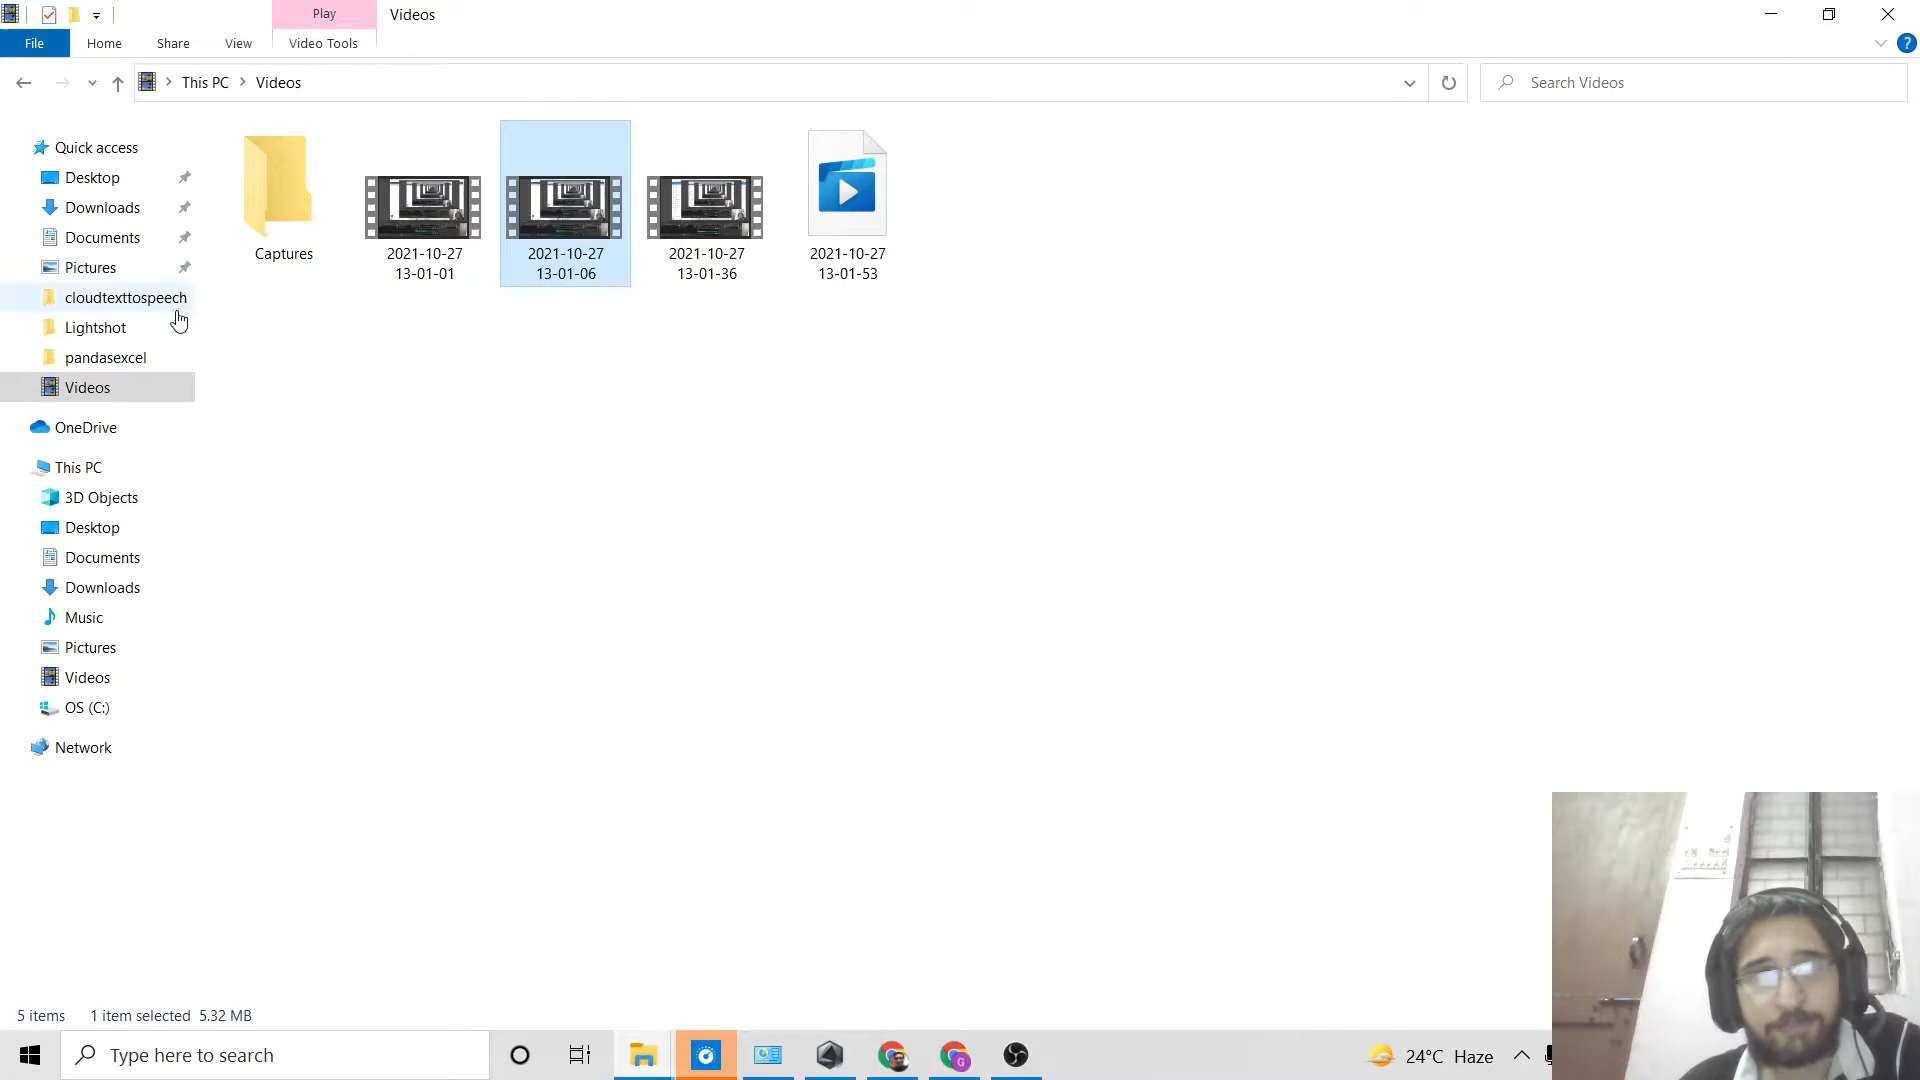 Play
Videos
File
Home
Share
View
Video Tools
This PC
Videos
Search Videos
Quick access
Desktop
Downloads
Documents
Pictures
cloudtexttospeech
Lightshot
pandasexcel
Videos
OneDrive
This PC
3D Objects
Desktop
Documents
Downloads
Music
Pictures
Videos
OS (C:)
Network
Captures
2021-10-27
13-01-01
2021-10-27
13-01-06
2021-10-27
13-01-36
2021-10-27
13-01-53
5 items
1 item selected 5.32 MB
Type here to search
24°C Haze